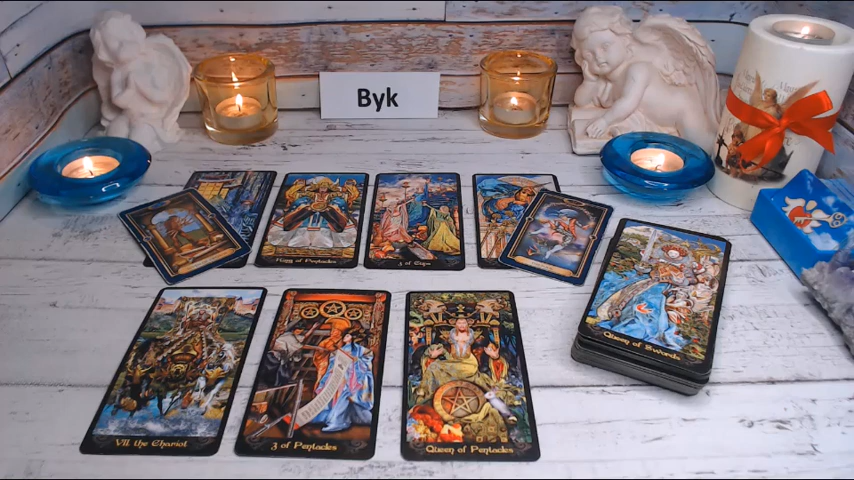 Byk
King of Pentacles
3 of Cups
VII. the Chariot
3 of Pentacles
Queen of Pentacles
Queen of Swords